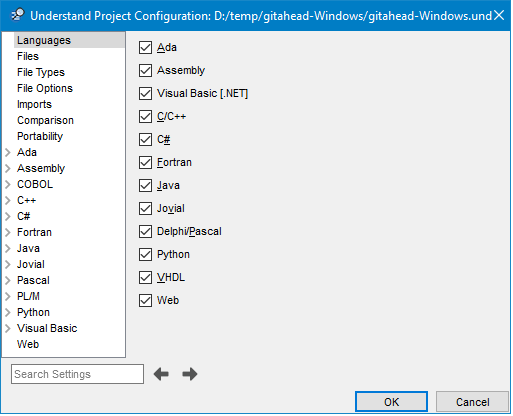 Understand Project Configuration: D:/temp/gitahead-Windows/gitahead-Windows.und
Languages
Files
File Types
File Options
Imports
Comparison
Portability
Ada
Assembly
COBOL
C++
C#
Fortran
Java
Jovial
Pascal
PL/M
Python
Visual Basic
Web
Ada
Assembly
Visual Basic [.NET]
C/C++
C#
Fortran
Java
Jovial
Delphi/Pascal
Python
VHDL
Web
Search Settings
OK
Cancel